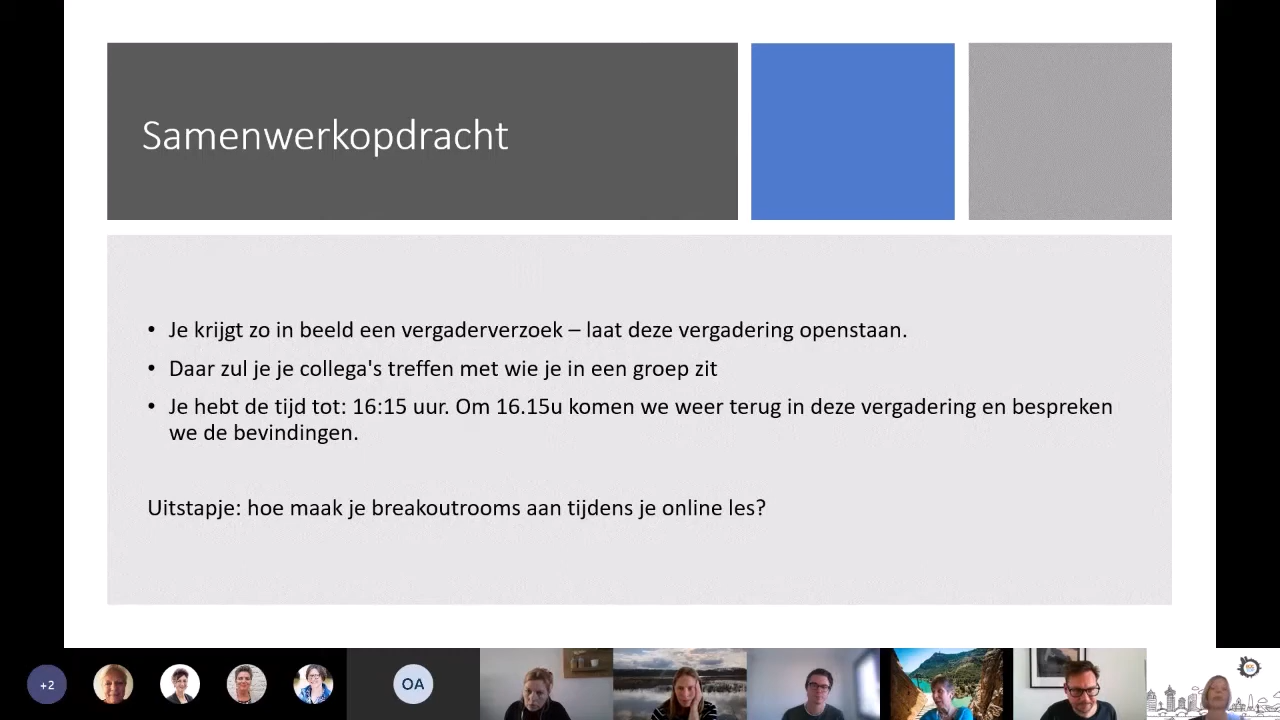 Samenwerkopdracht
• Je krijgt zo in beeld een vergaderverzoek – laat deze vergadering openstaan.
• Daar zul je je collega's treffen met wie je in een groep zit
• Je hebt de tijd tot: 16:15 uur. Om 16.15u komen we weer terug in deze vergadering en bespreken
we de bevindingen.
Uitstapje: hoe maak je breakoutrooms aan tijdens je online les?
+2
OA